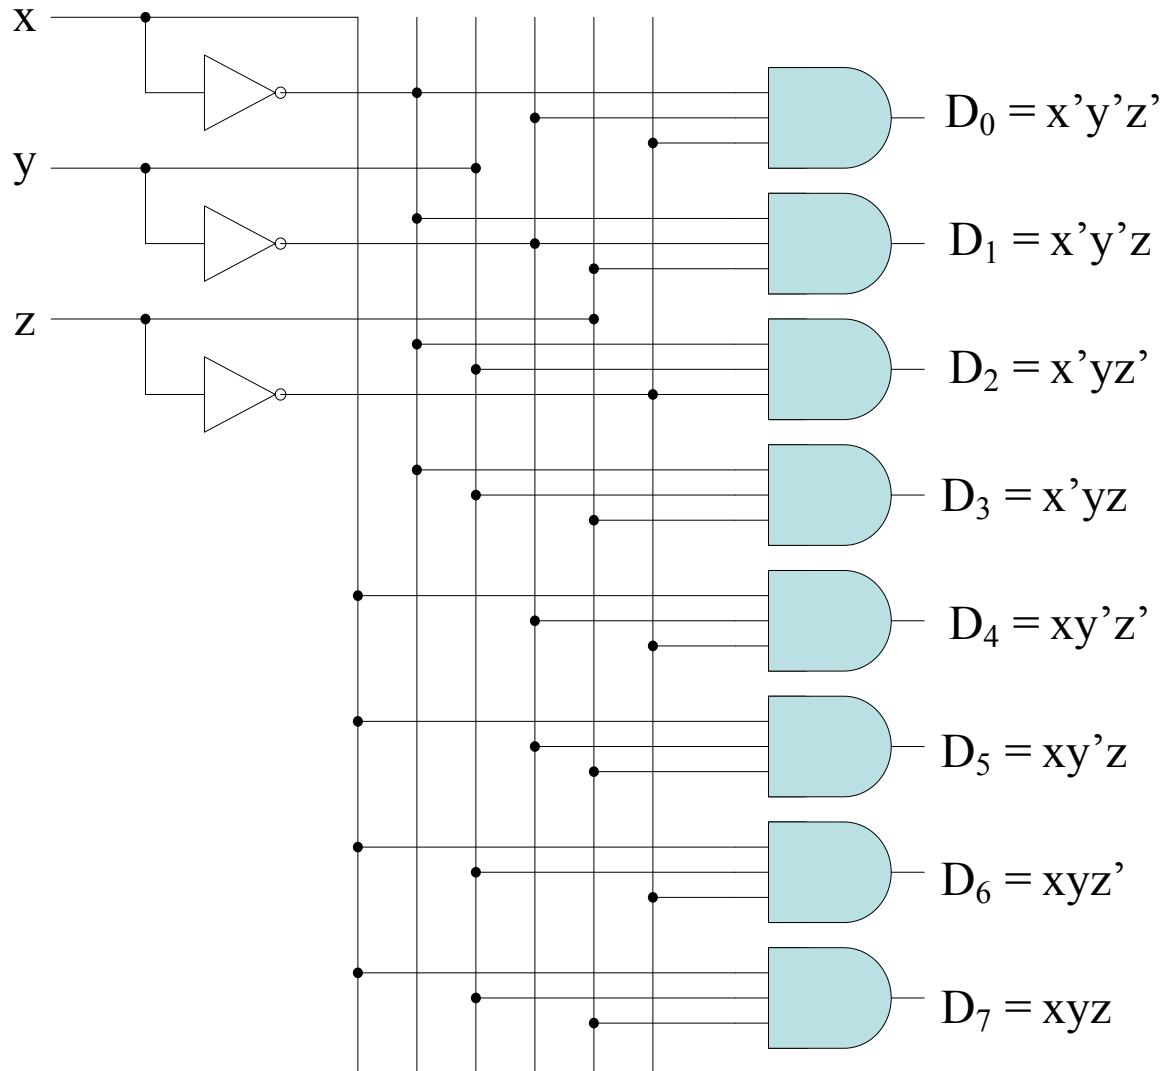 x
D₀ = x’y’z’
y
D₁ = x’y’z
z
D₂ = x’yz’
D₃ = x’yz
D₄ = xy’z’
D₅ = xy’z
D₆ = xyz’
D₇ = xyz